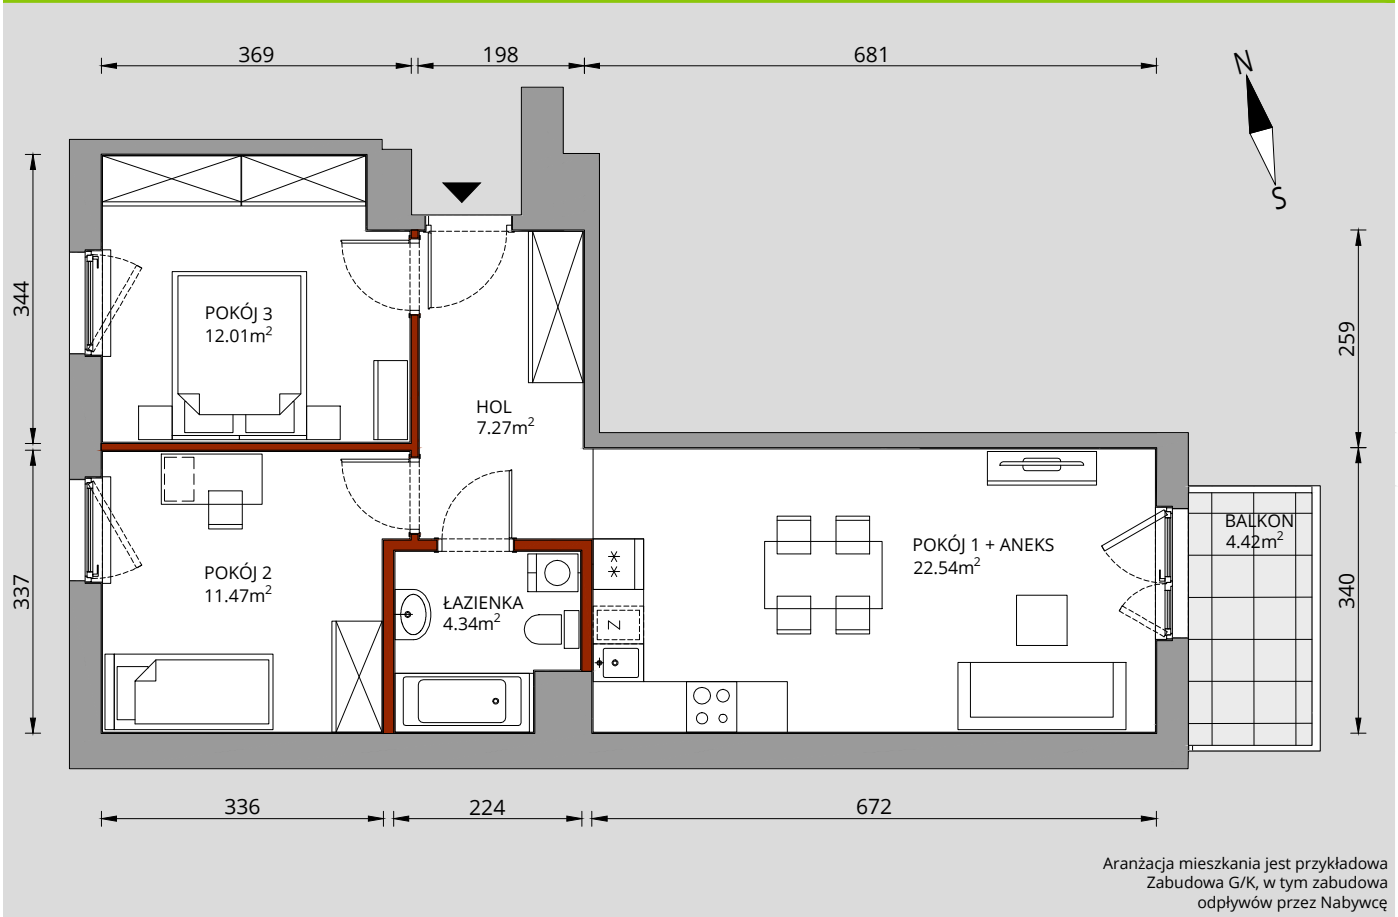 369
198
681
N
S
344
POKÓJ 3
12.01m²
259
HOL
7.27m²
BALKON
4.42m²
POKÓJ 1 + ANEKS
22.54m²
**
POKÓJ 2
11.47m²
337
ŁAZIENKA
4.34m²
Z
340
336
224
672
Aranżacja mieszkania jest przykładowa
Zabudowa G/K, w tym zabudowa
odpływów przez Nabywcę